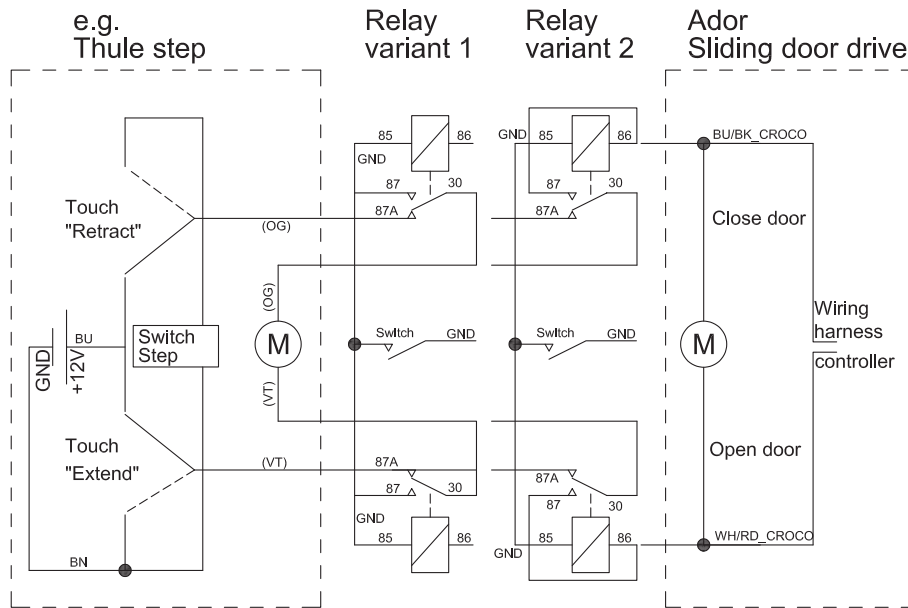 e.g.
Thule step
Relay
variant 1
Relay
variant 2
Ador
Sliding door drive
85
86
GND
87
30
87A
GND
85
86
87
30
87A
BU/BK_CROCO
Touch
"Retract"
(OG)
(OG)
Close door
GND
+12V
BU
Switch
Step
M
Switch
GND
Switch
GND
M
Wiring
harness
controller
(VT)
Touch
"Extend"
(VT)
87A
87
30
GND
85
86
87A
87
30
GND
85
86
Open door
WH/RD_CROCO
BN